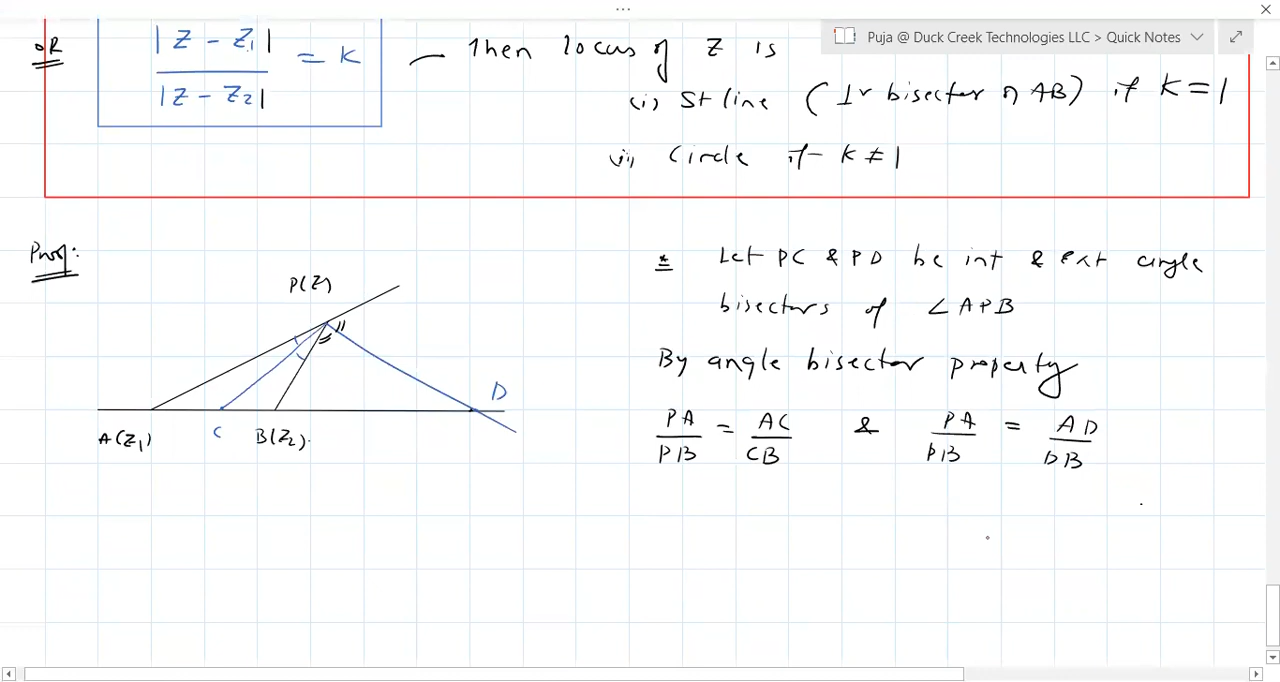 Puja @ Duck Creek Technologies LLC > Quick Notes
OR |Z - Z1| / |Z - Z2| = K — Then locus of Z is
(i) St line (Ir bisector of AB) if K = 1
(ii) Circle if K ≠ 1
Proof:
P(Z)
A(Z1) C B(Z2). D
* Let PC & PD be int & ext angle
bisectors of ∠APB
By angle bisector property
PA/PB = AC/CB & PA/PB = AD/DB